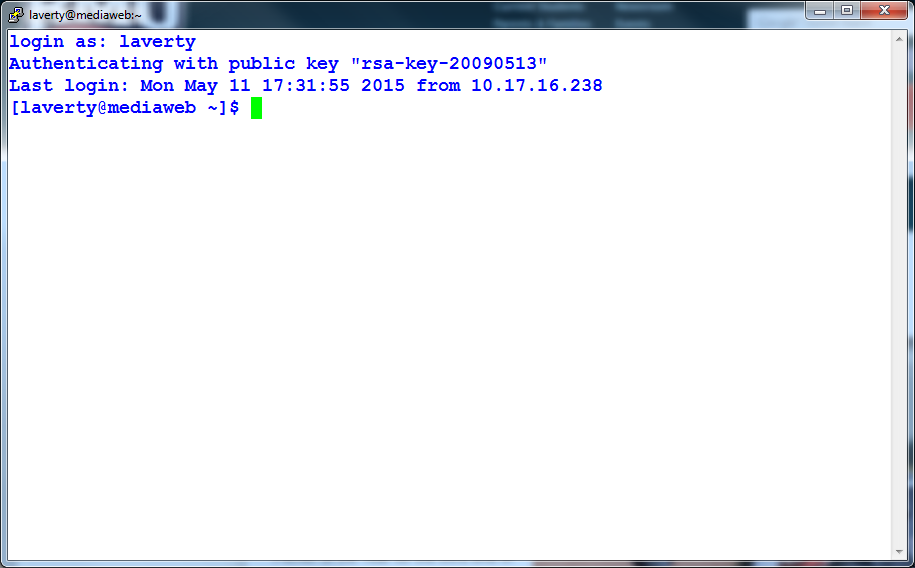 laverty@mediaweb:~
login as: laverty
Authenticating with public key "rsa-key-20090513"
Last login: Mon May 11 17:31:55 2015 from 10.17.16.238
[laverty@mediaweb ~]$